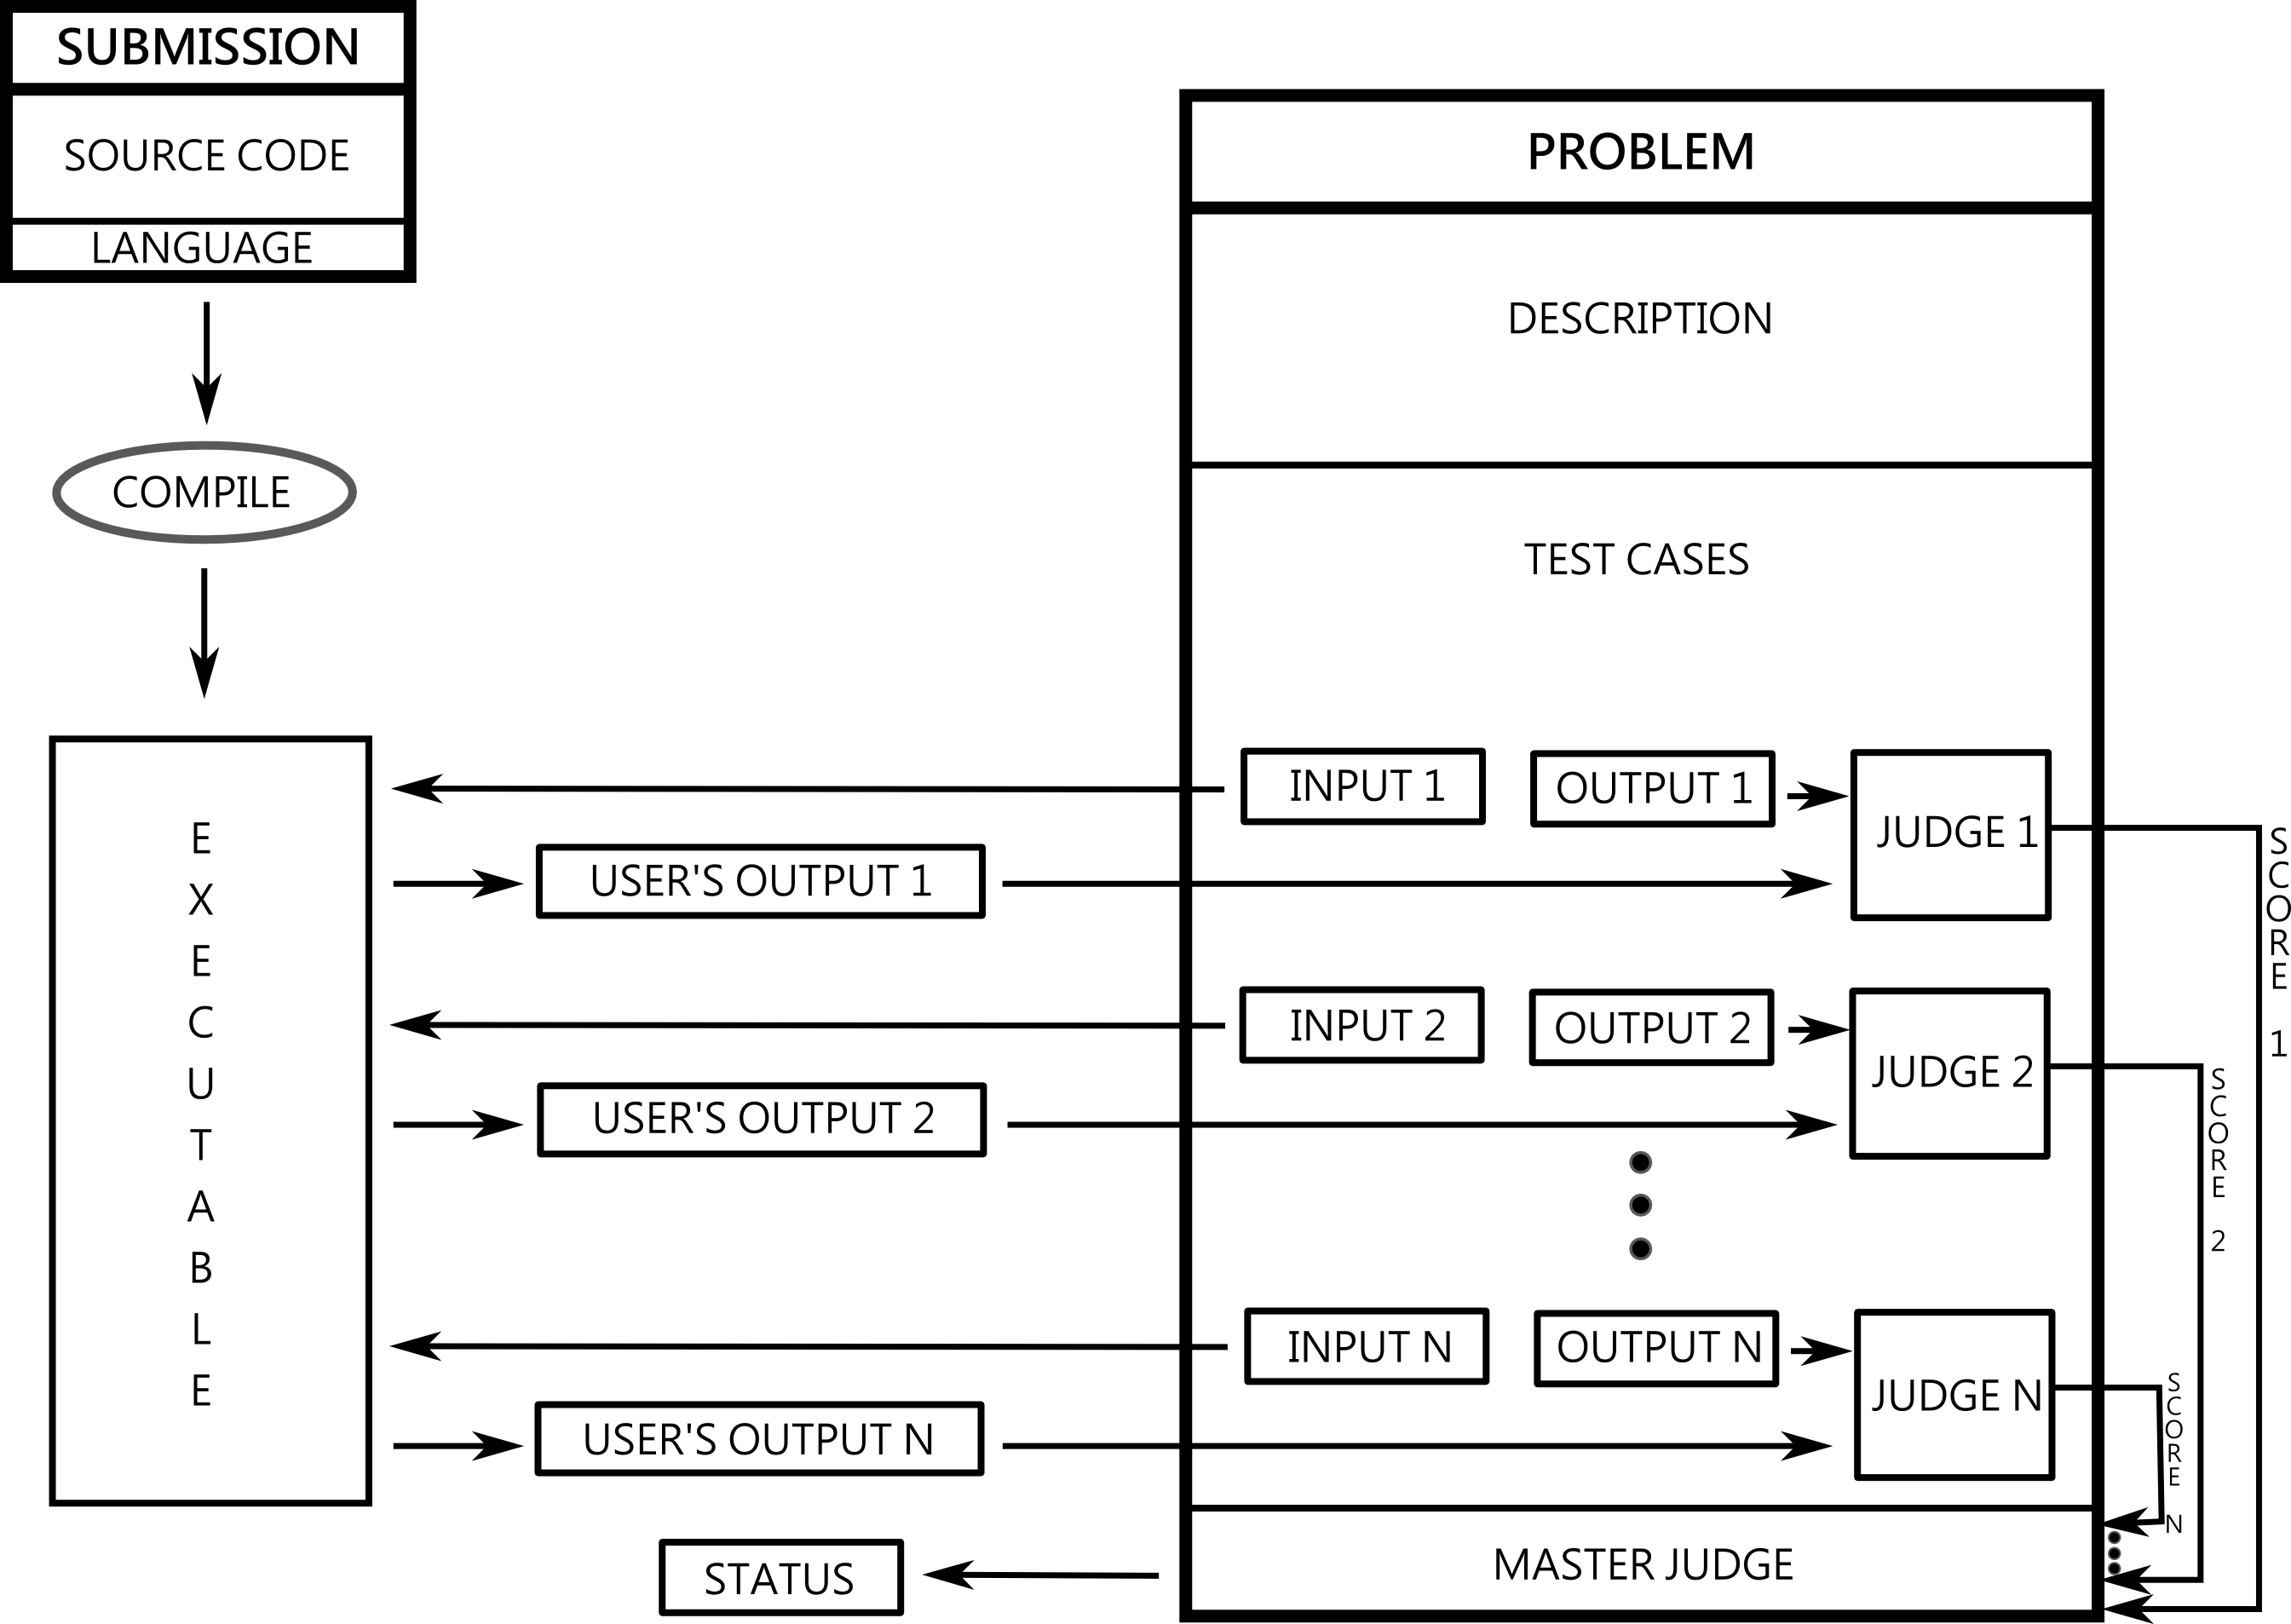 SUBMISSION
SOURCE CODE
LANGUAGE
COMPILE
EXECUTABLE
PROBLEM
DESCRIPTION
TEST CASES
INPUT 1
OUTPUT 1
JUDGE 1
USER'S OUTPUT 1
SCORE 1
INPUT 2
OUTPUT 2
JUDGE 2
USER'S OUTPUT 2
SCORE 2
INPUT N
OUTPUT N
JUDGE N
USER'S OUTPUT N
SCORE N
MASTER JUDGE
STATUS